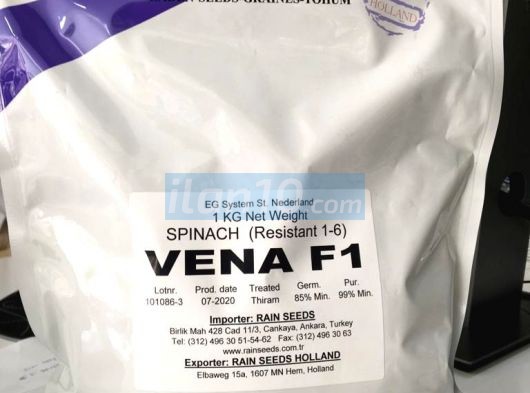 SEEDS-GRAINES-TOHUM
HOLLAND
ilan10.com
EG System St. Nederland
1 KG Net Weight
SPINACH (Resistant 1-6)
VENA F1
Lotnr. Prod. date Treated Germ. Pur.
101086-3 07-2020 Thiram 85% Min. 99% Min.
Importer: RAIN SEEDS
Birlik Mah 428 Cad 11/3, Cankaya, Ankara, Turkey
Tel: (312) 496 30 51-54-62 Fax: (312) 496 30 63
www.rainseeds.com.tr
Exporter: RAIN SEEDS HOLLAND
Elbaweg 15a, 1607 MN Hem, Holland